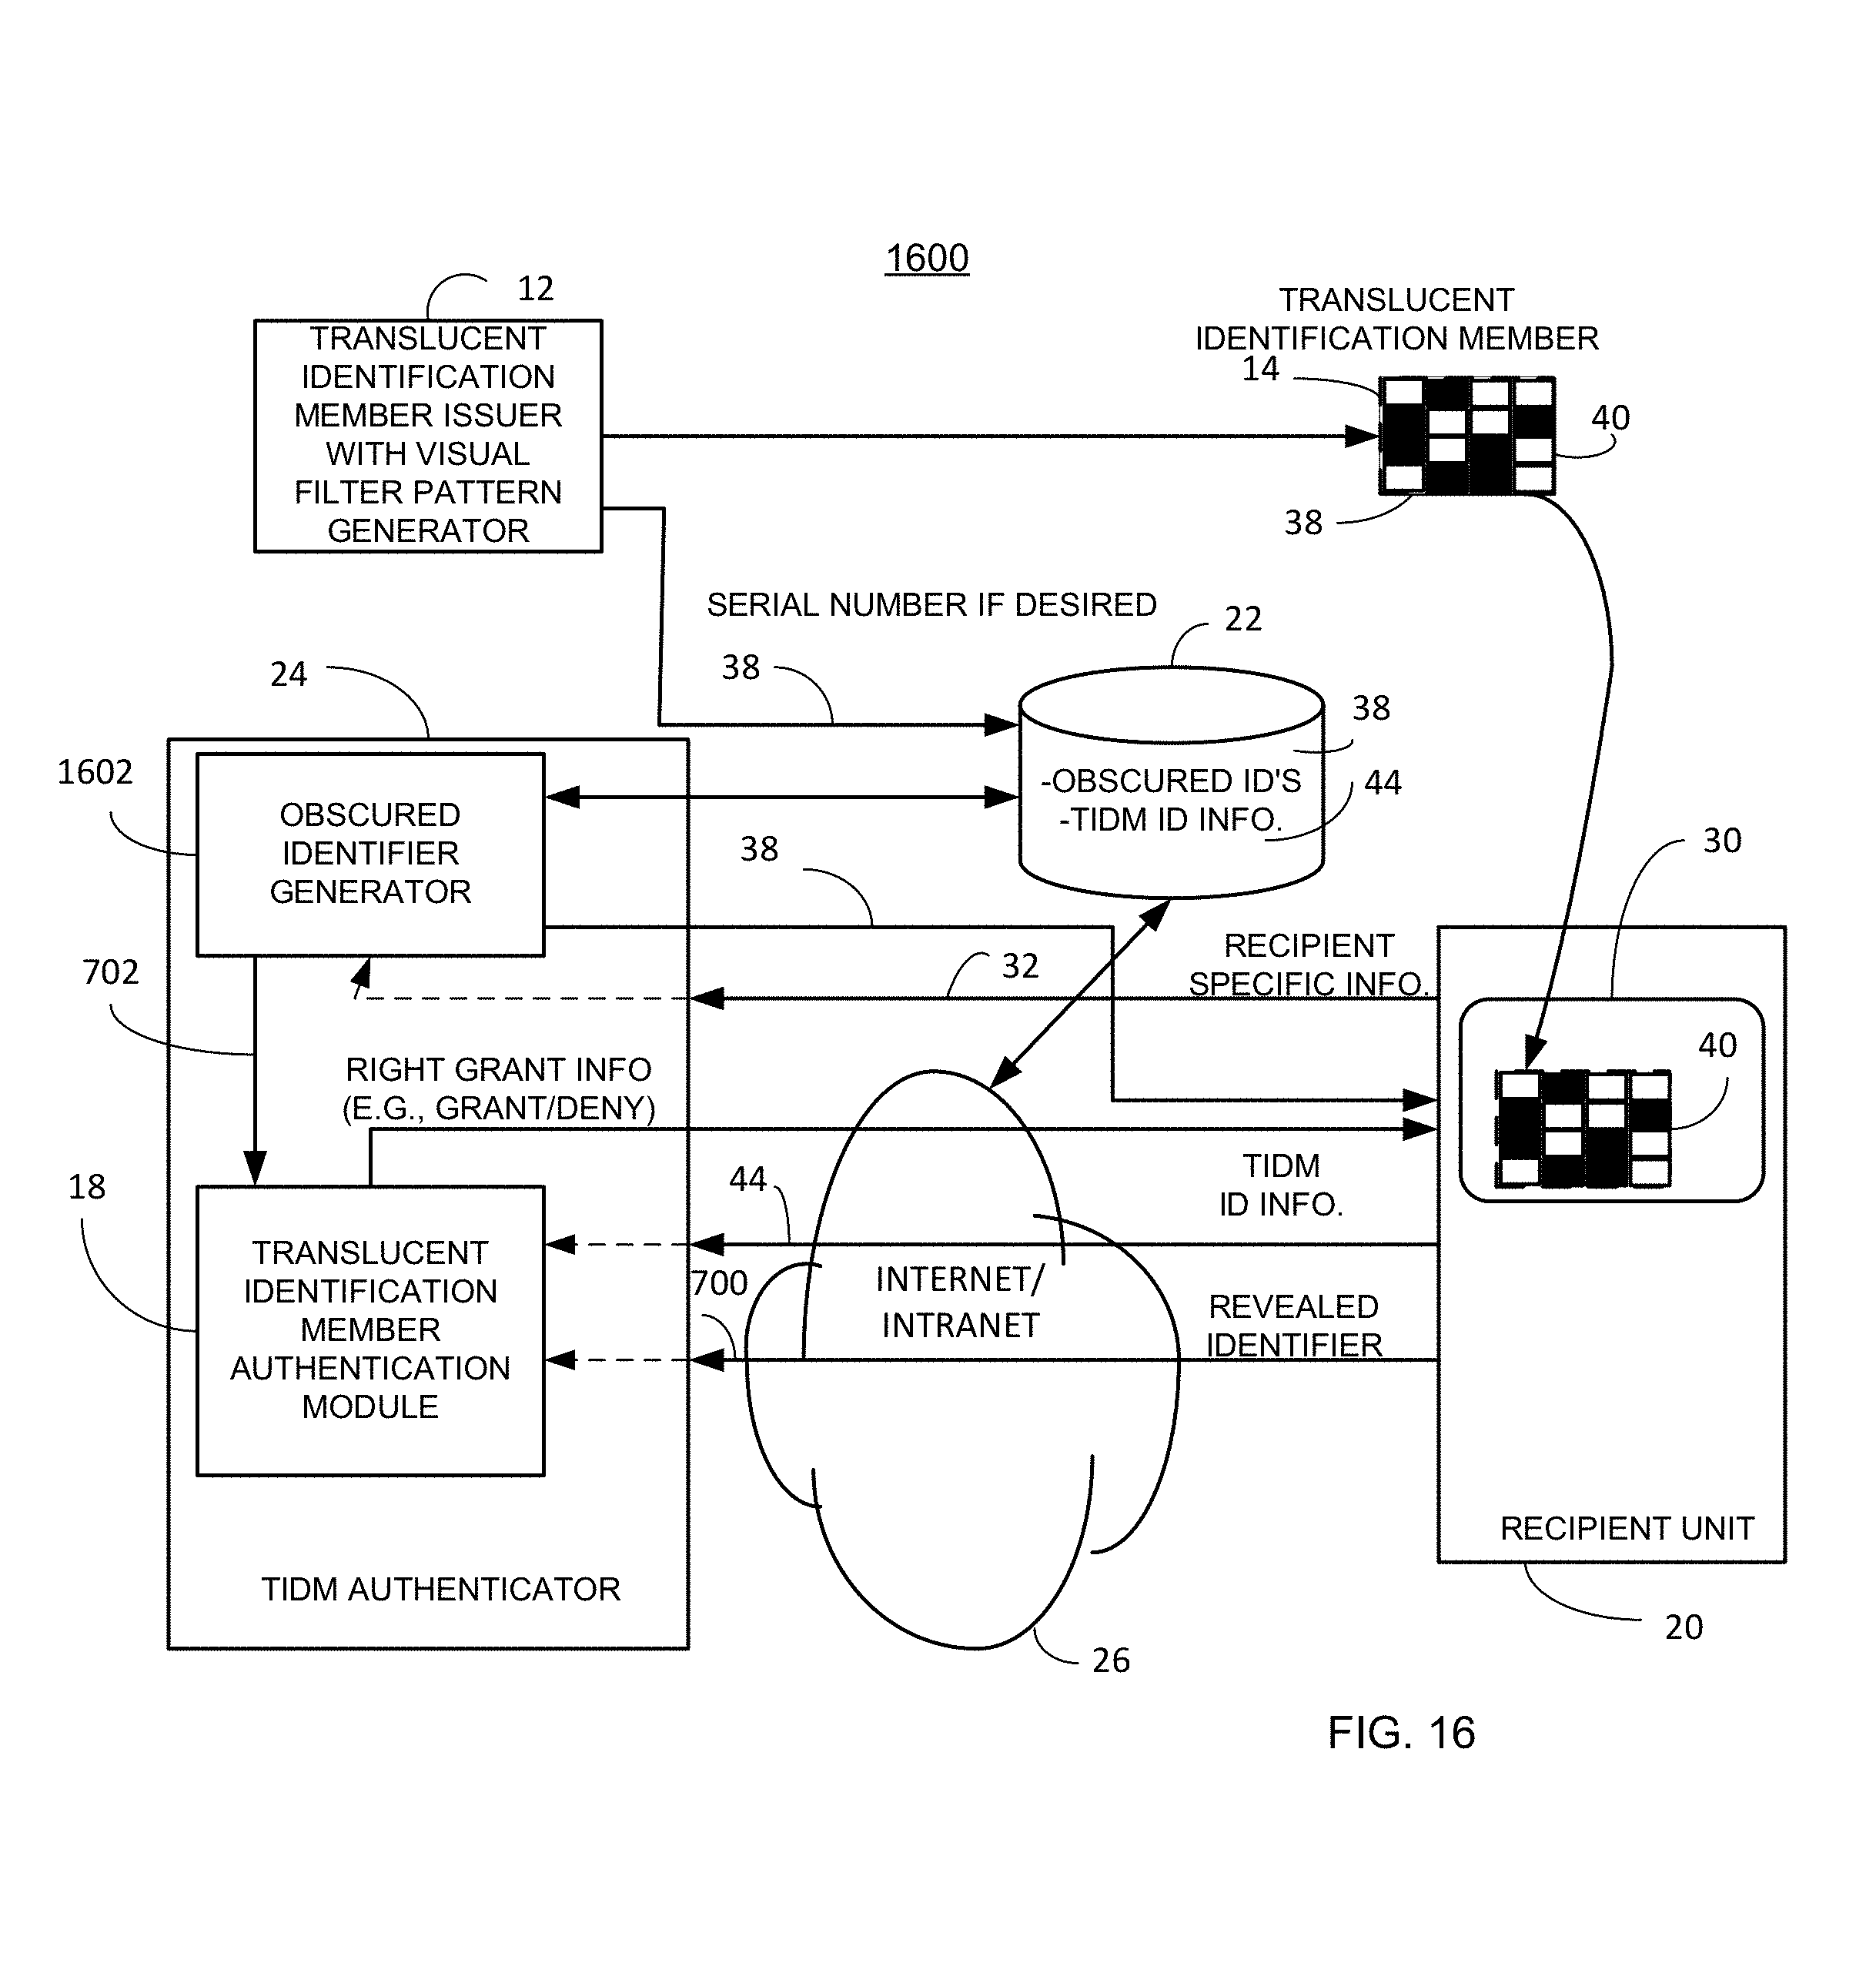 1600
12
TRANSLUCENT
IDENTIFICATION
MEMBER ISSUER
WITH VISUAL
FILTER PATTERN
GENERATOR
TRANSLUCENT
IDENTIFICATION MEMBER
14
40
38
SERIAL NUMBER IF DESIRED
22
24
38
38
1602
OBSCURED
IDENTIFIER
GENERATOR
-OBSCURED ID'S
-TIDM ID INFO.
44
38
30
702
32
RECIPIENT
SPECIFIC INFO.
40
RIGHT GRANT INFO
(E.G., GRANT/DENY)
18
44
TIDM
ID INFO.
TRANSLUCENT
IDENTIFICATION
MEMBER
AUTHENTICATION
MODULE
700
INTERNET/
INTRANET
REVEALED
IDENTIFIER
RECIPIENT UNIT
TIDM AUTHENTICATOR
20
26
FIG. 16